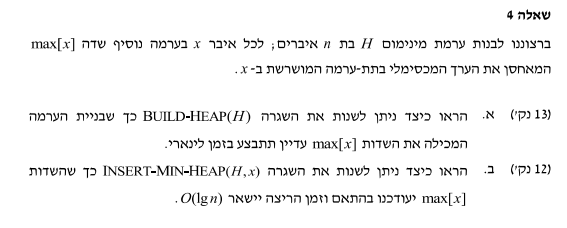 שאלה 4
ברצוננו לבנות ערמת מינימום H בת n איברים; לכל איבר x בערמה נוסיף שדה max[x]
המאחסן את הערך המכסימלי בתת-ערמה המושרשת ב- x.
(13 נק') א. הראו כיצד ניתן לשנות את השגרה BUILD-HEAP(H) כך שבניית הערמה
המכילה את השדות max[x] עדיין תתבצע בזמן לינארי.
(12 נק') ב. הראו כיצד ניתן לשנות את השגרה INSERT-MIN-HEAP(H,x) כך שהשדות
max[x] יעודכנו בהתאם וזמן הריצה יישאר O(lg n).